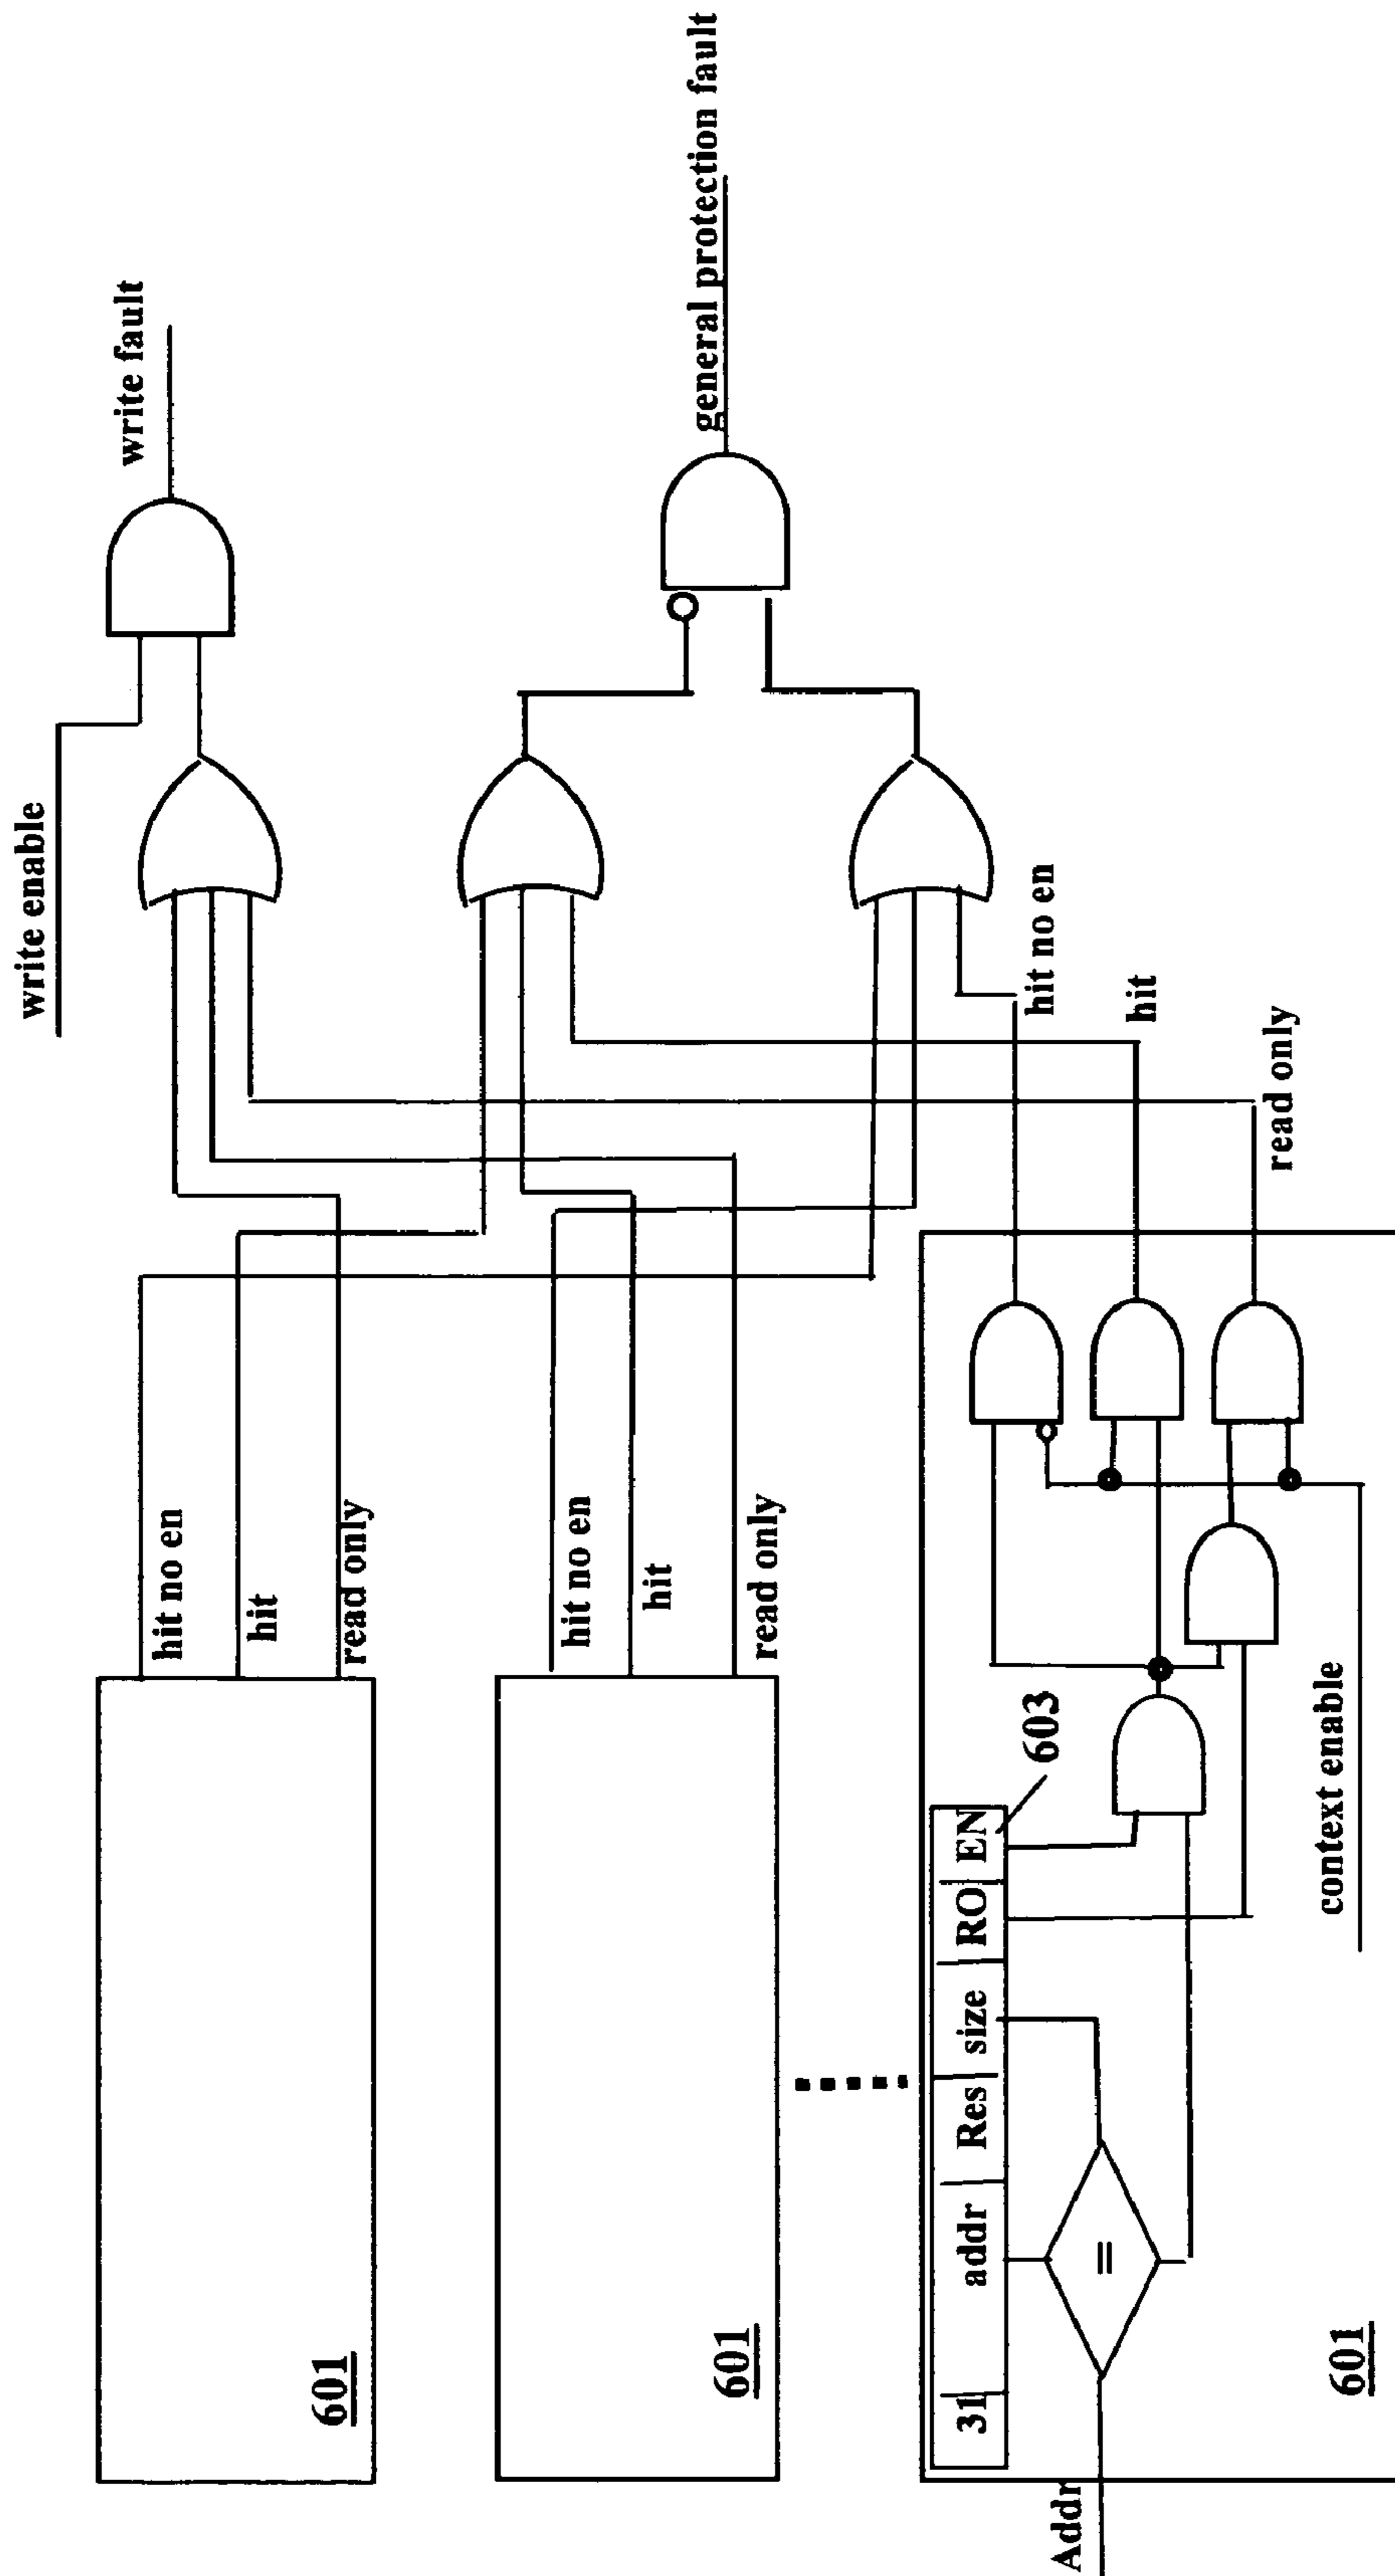 write enable
write fault
general protection fault
hit no en
hit
read only
601
hit no en
hit
read only
601
hit no en
hit
read only
31 addr Res size RO EN
603
=
Addr
context enable
601